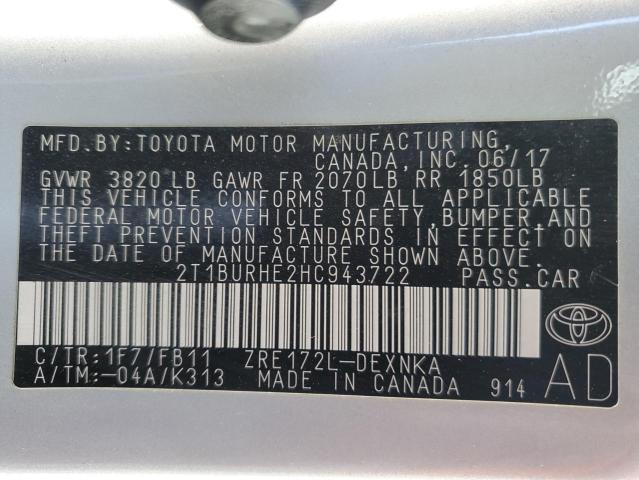 MFD. BY:TOYOTA MOTOR MANUFACTURING,
CANADA, INC. 06/17
GVWR 3820 LB GAWR FR 2070LB RR 1850LB
THIS VEHICLE CONFORMS TO ALL APPLICABLE
FEDERAL MOTOR VEHICLE SAFETY, BUMPER, AND
THEFT PREVENTION STANDARDS IN EFFECT ON
THE DATE OF MANUFACTURE SHOWN ABOVE.
2T1BURHE2HC943722 PASS. CAR
C/TR:1F7/FB11 ZRE172L-DEXNKA
A/TM:-04A/K313 MADE IN CANADA 914 AD